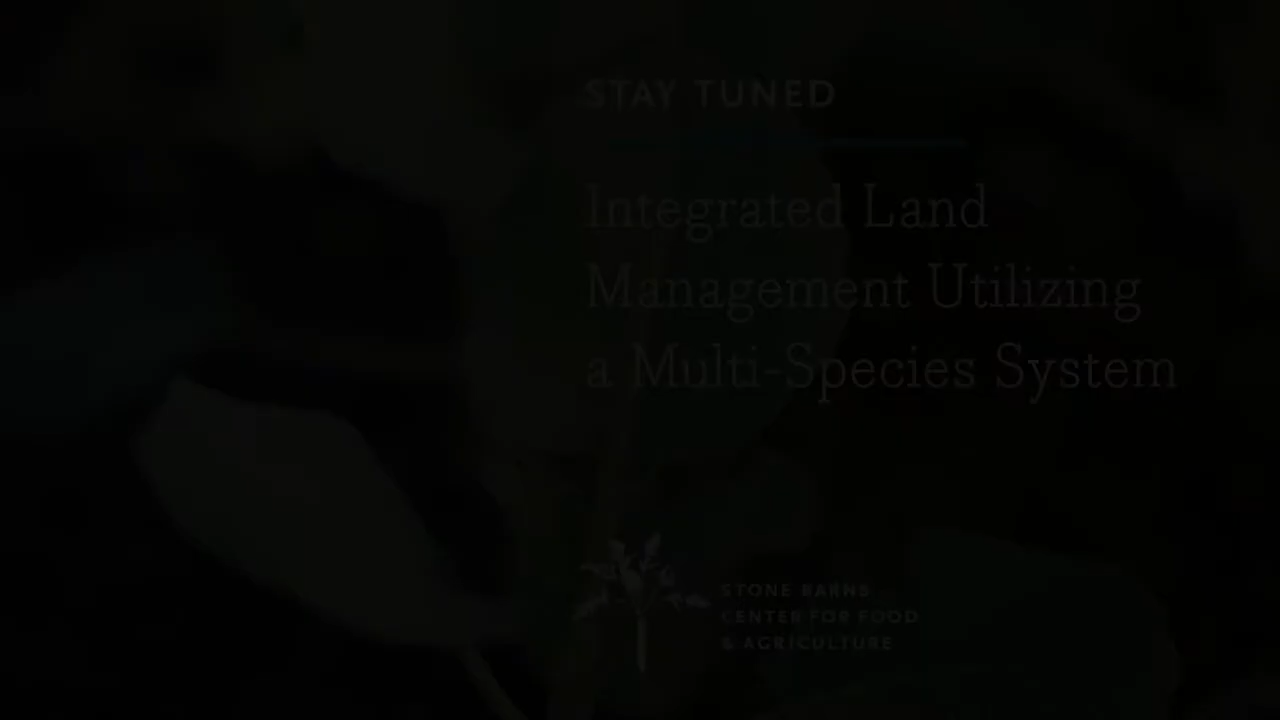 STAY TUNED
Integrated Land
Management Utilizing
a Multi-Species System
STONE BARNS
CENTER FOR FOOD
& AGRICULTURE